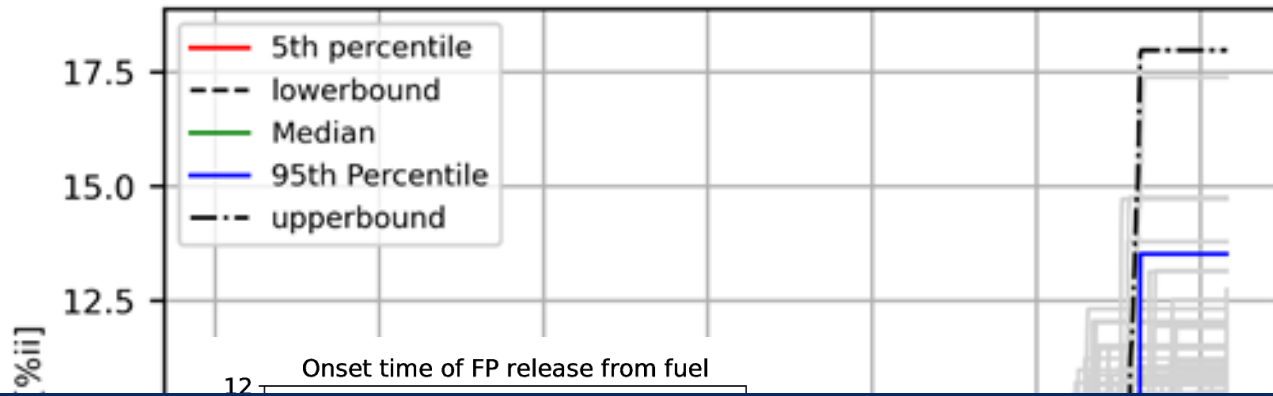 5th percentile
lowerbound
Median
95th Percentile
upperbound
17.5
15.0
12.5
[%ii]
Onset time of FP release from fuel
12